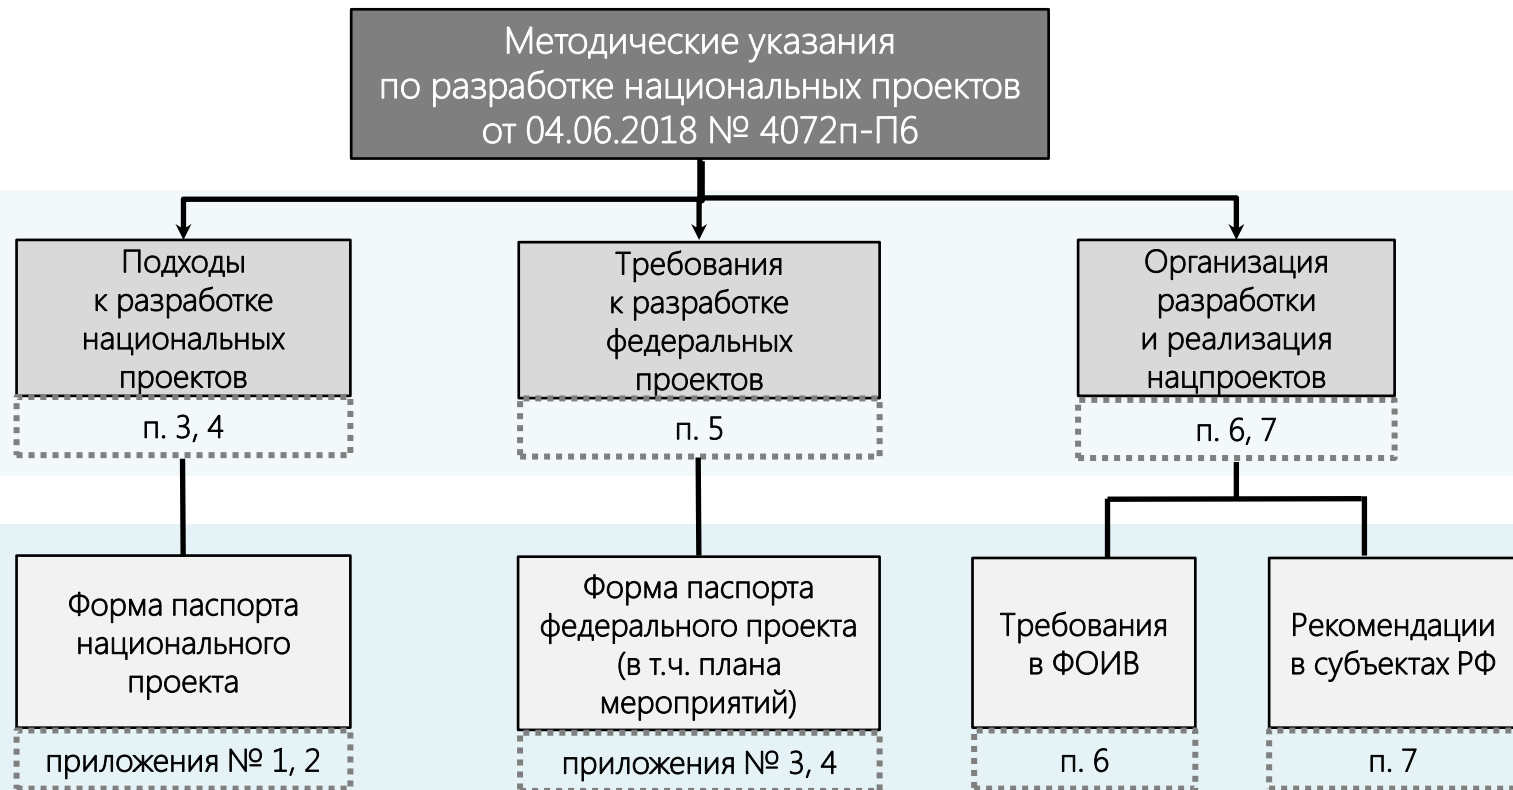 Методические указания
по разработке национальных проектов
от 04.06.2018 № 4072п-П6
Подходы
к разработке
национальных
проектов
п. 3, 4
Требования
к разработке
федеральных
проектов
п. 5
Организация
разработки
и реализация
нацпроектов
п. 6, 7
Форма паспорта
национального
проекта
приложения № 1, 2
Форма паспорта
федерального проекта
(в т.ч. плана
мероприятий)
приложения № 3, 4
Требования
в ФОИВ
п. 6
Рекомендации
в субъектах РФ
п. 7